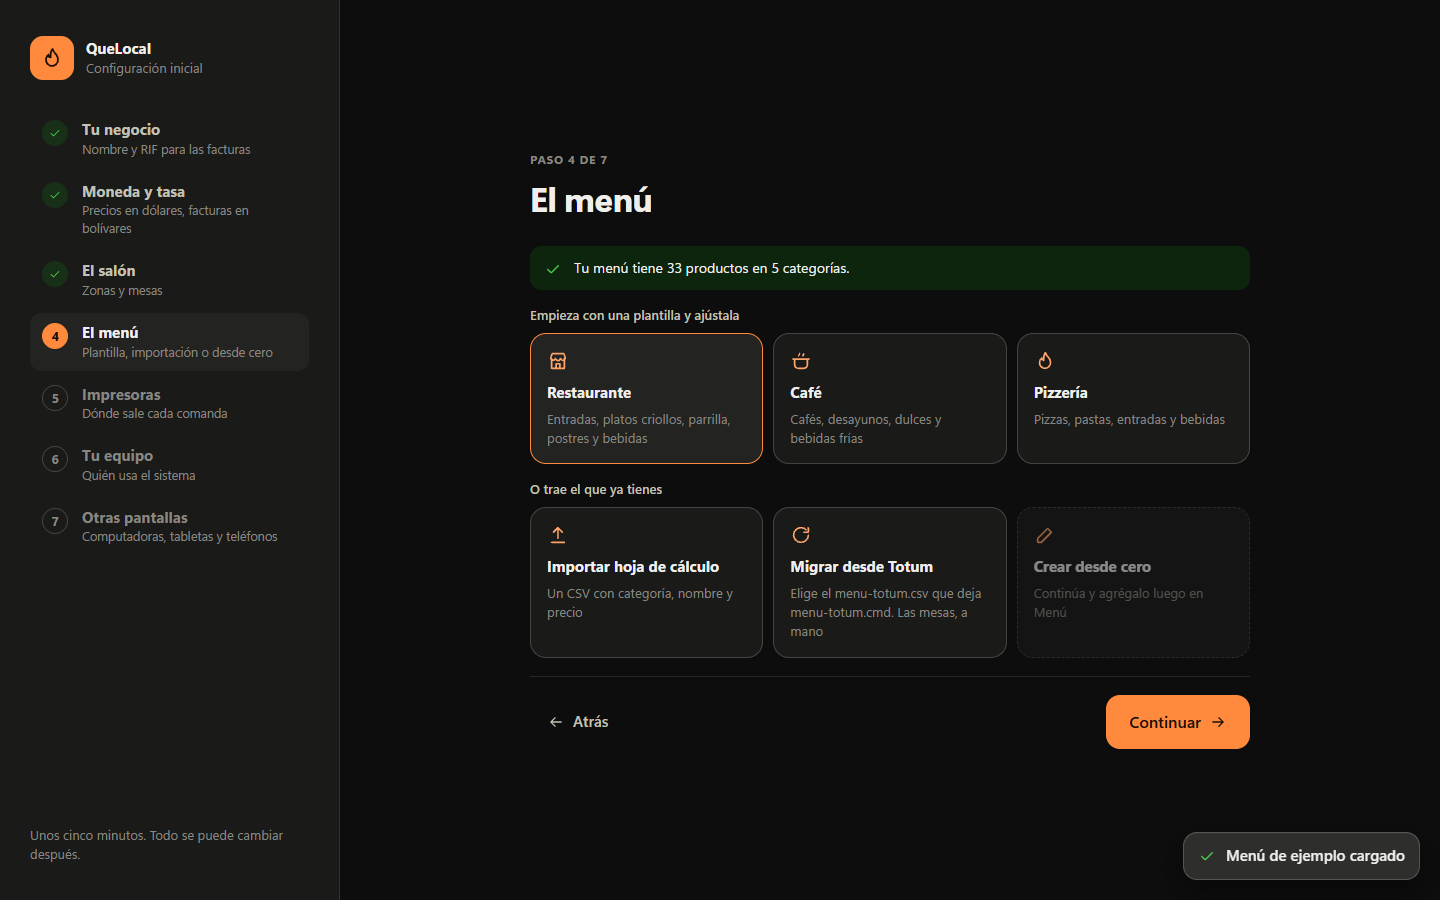 QueLocal
Configuración inicial
Tu negocio
Nombre y RIF para las facturas
Moneda y tasa
Precios en dólares, facturas en
bolívares
El salón
Zonas y mesas
4
El menú
Plantilla, importación o desde cero
5
Impresoras
Dónde sale cada comanda
6
Tu equipo
Quién usa el sistema
7
Otras pantallas
Computadoras, tabletas y teléfonos
Unos cinco minutos. Todo se puede cambiar
después.
PASO 4 DE 7
El menú
Tu menú tiene 33 productos en 5 categorías.
Empieza con una plantilla y ajústala
Restaurante
Entradas, platos criollos, parrilla,
postres y bebidas
Café
Cafés, desayunos, dulces y
bebidas frías
Pizzería
Pizzas, pastas, entradas y bebidas
O trae el que ya tienes
Importar hoja de cálculo
Un CSV con categoría, nombre y
precio
Migrar desde Totum
Elige el menu-totum.csv que deja
menu-totum.cmd. Las mesas, a
mano
Crear desde cero
Continúa y agrégalo luego en
Menú
Atrás
Continuar
Menú de ejemplo cargado